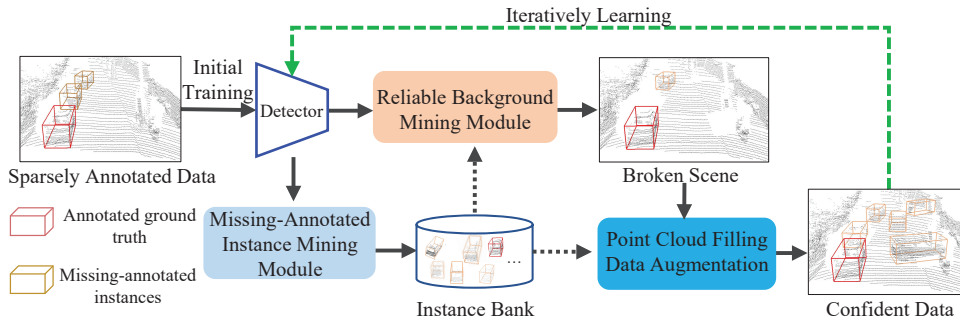 Iteratively Learning
Initial
Training
Detector
Reliable Background
Mining Module
Sparsely Annotated Data
Broken Scene
Annotated ground
truth
Missing-annotated
instances
Missing-Annotated
Instance Mining
Module
...
Instance Bank
Point Cloud Filling
Data Augmentation
Confident Data